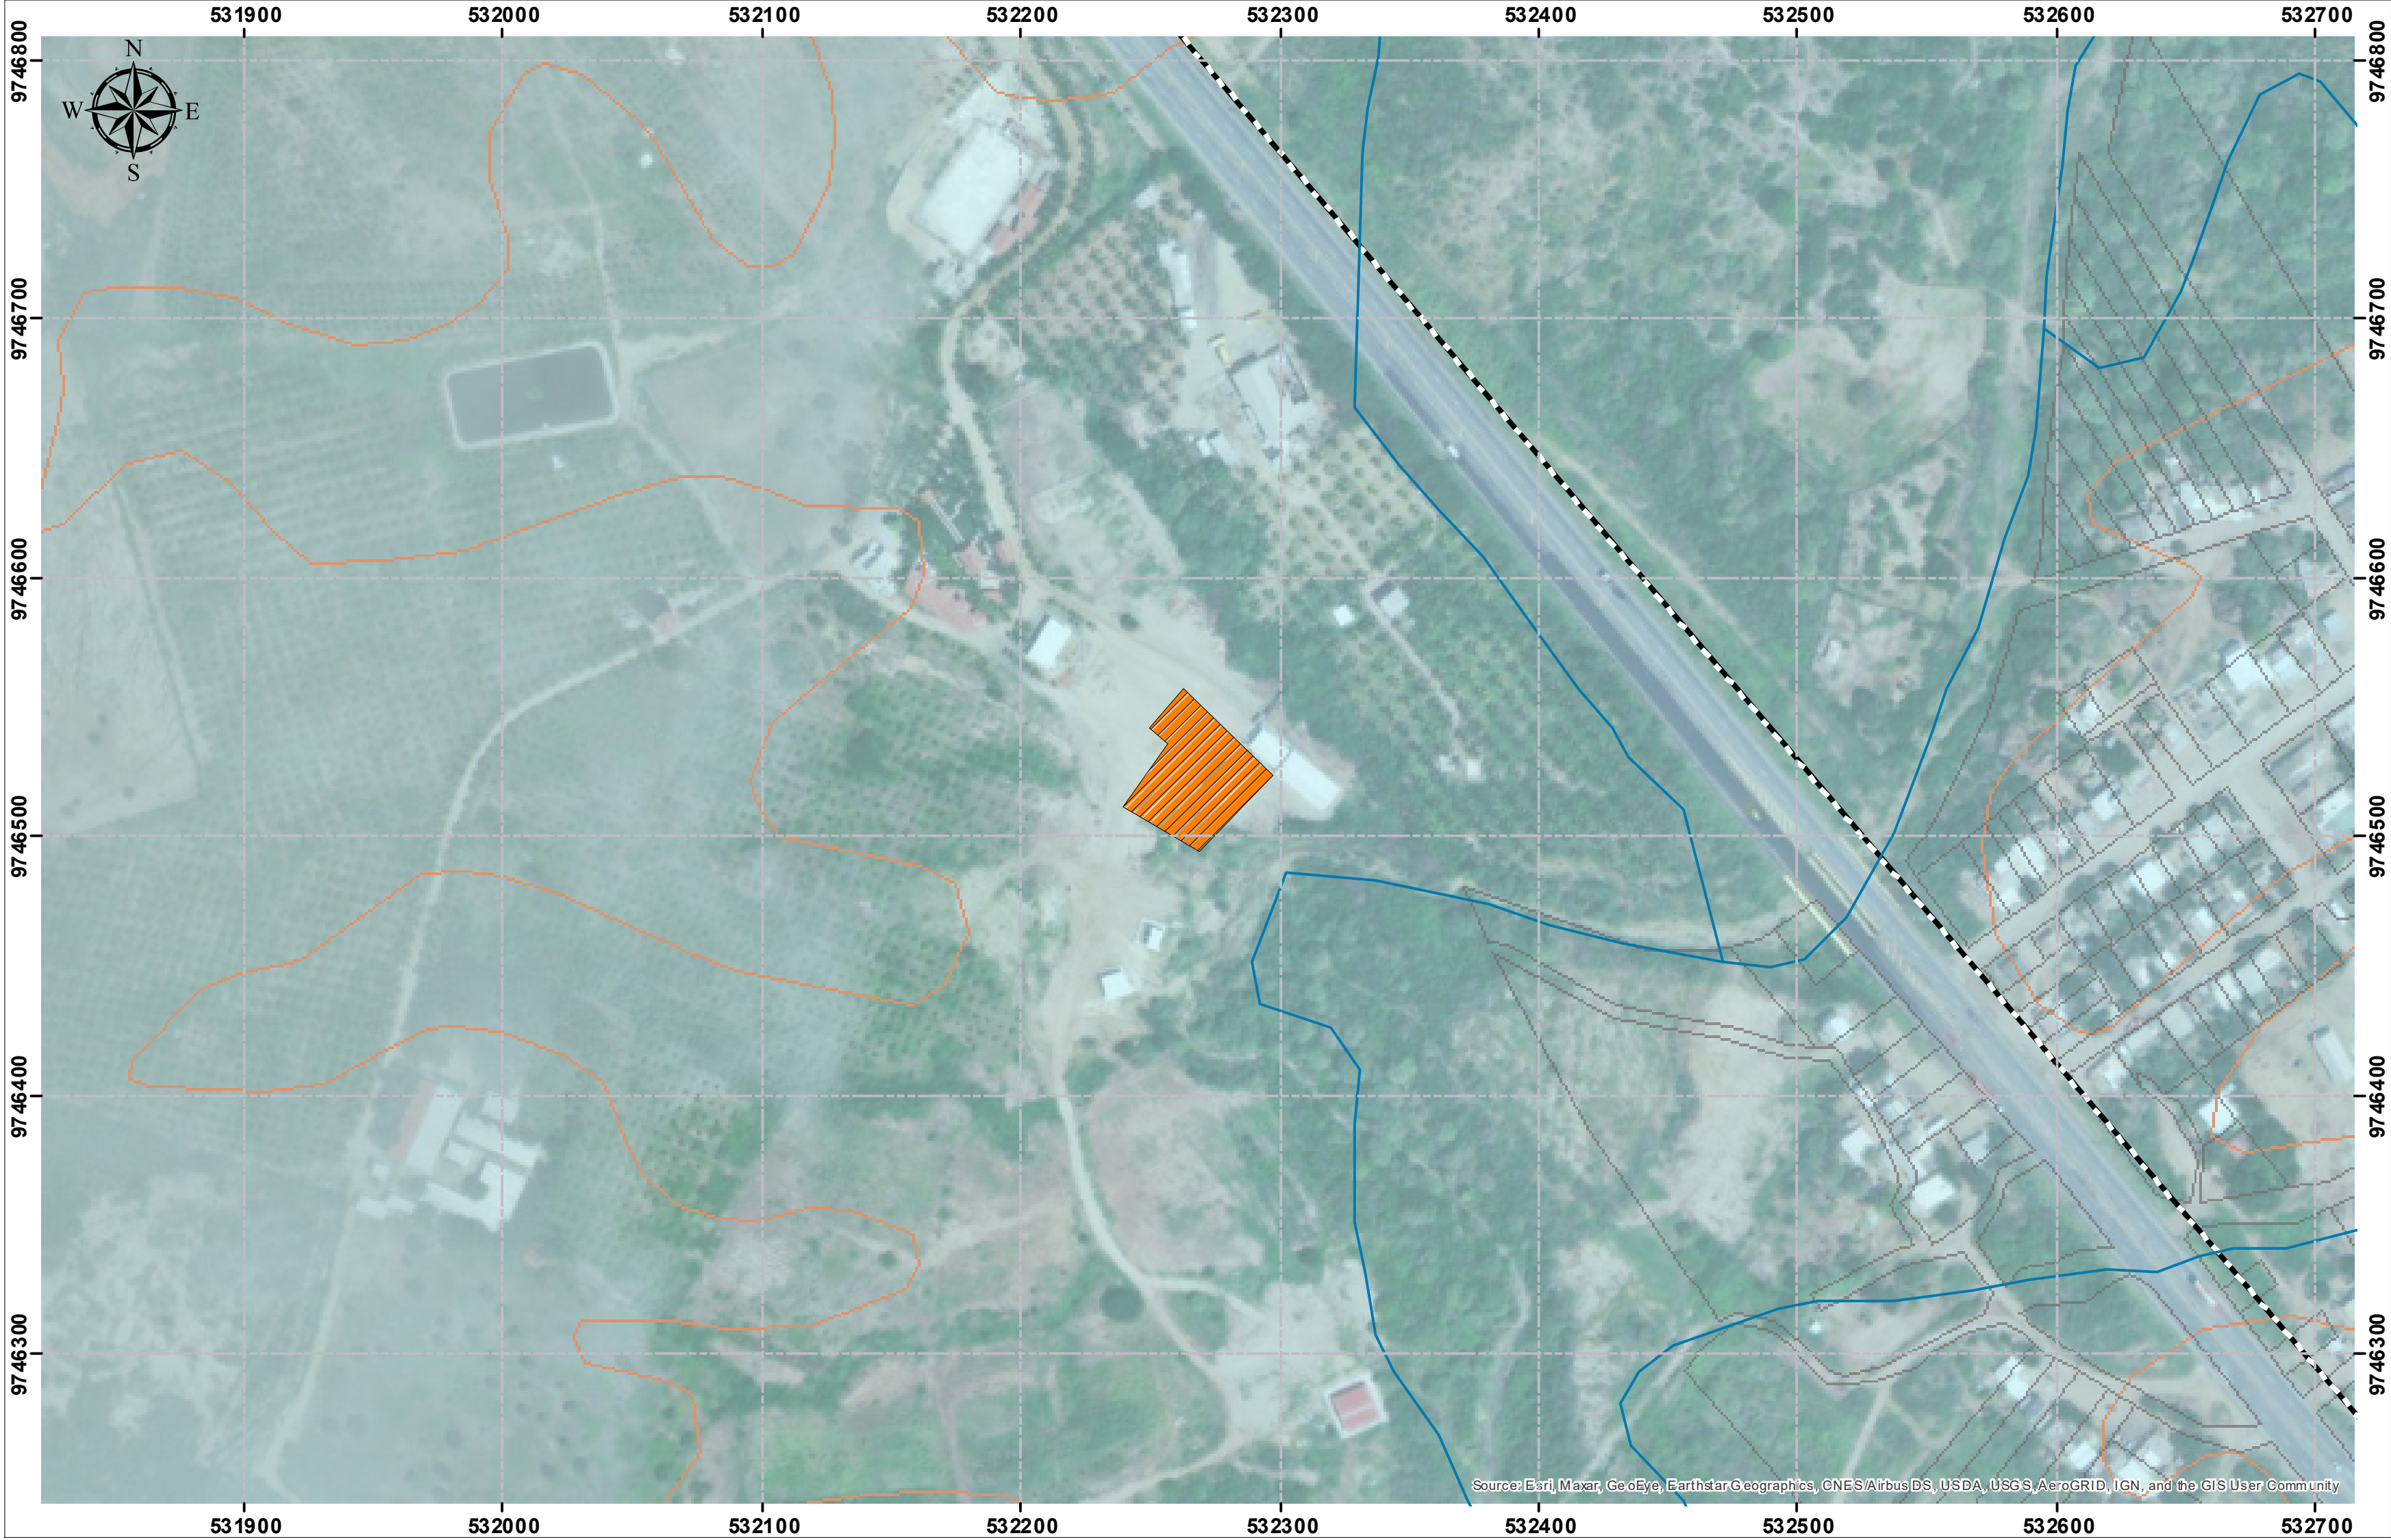 531900 532000 532100 532200 532300 532400 532500 532600 532700
9746800 9746800
N
W E
S
9746700 9746700
9746600 9746600
9746500 9746500
9746400 9746400
9746300 9746300
Source: Esri, Maxar, GeoEye, Earthstar Geographics, CNES/Airbus DS, USDA, USGS, AeroGRID, IGN, and the GIS User Community
531900 532000 532100 532200 532300 532400 532500 532600 532700